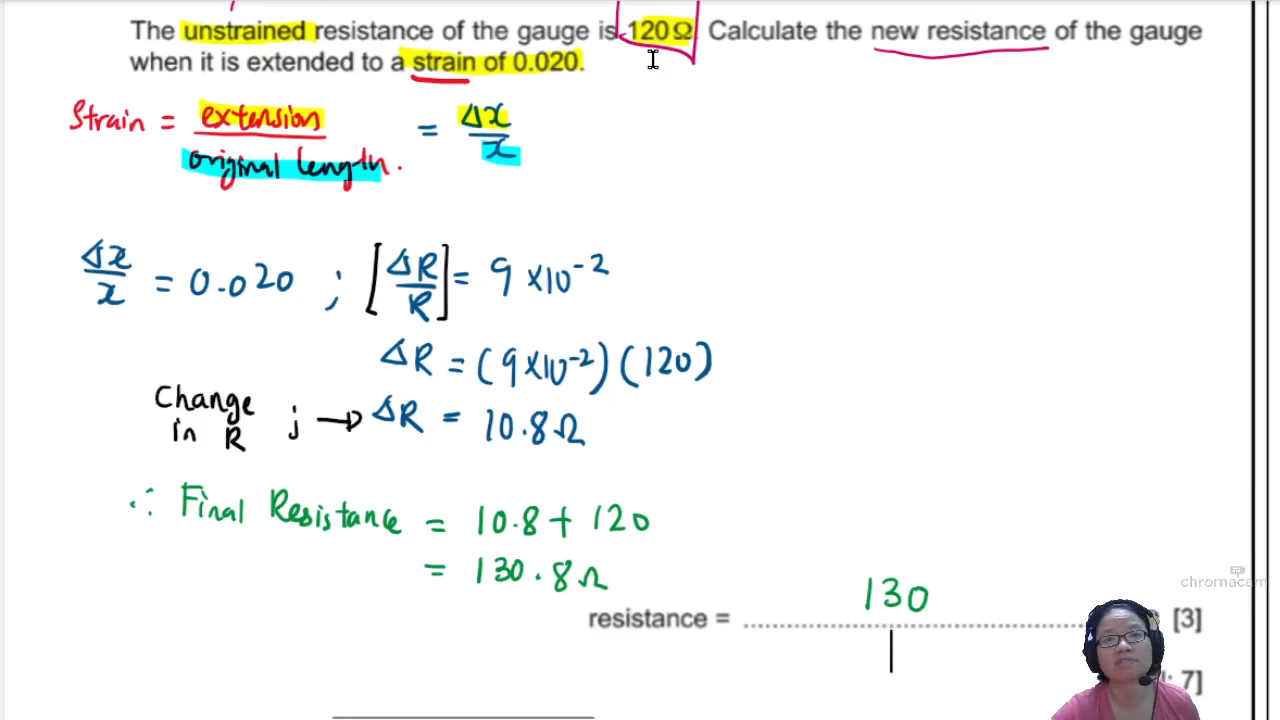 The unstrained resistance of the gauge is 120 Ω. Calculate the new resistance of the gauge
when it is extended to a strain of 0.020.
Strain = extension / original length. = Δx / x
Δx / x = 0.020 ; [ΔR / R] = 9 × 10⁻²
ΔR = (9×10⁻²)(120)
Change in R ; → ΔR = 10.8 Ω
∴ Final Resistance = 10.8 + 120
= 130.8 Ω
130
resistance = ........................................ [3]
7]
chromacam